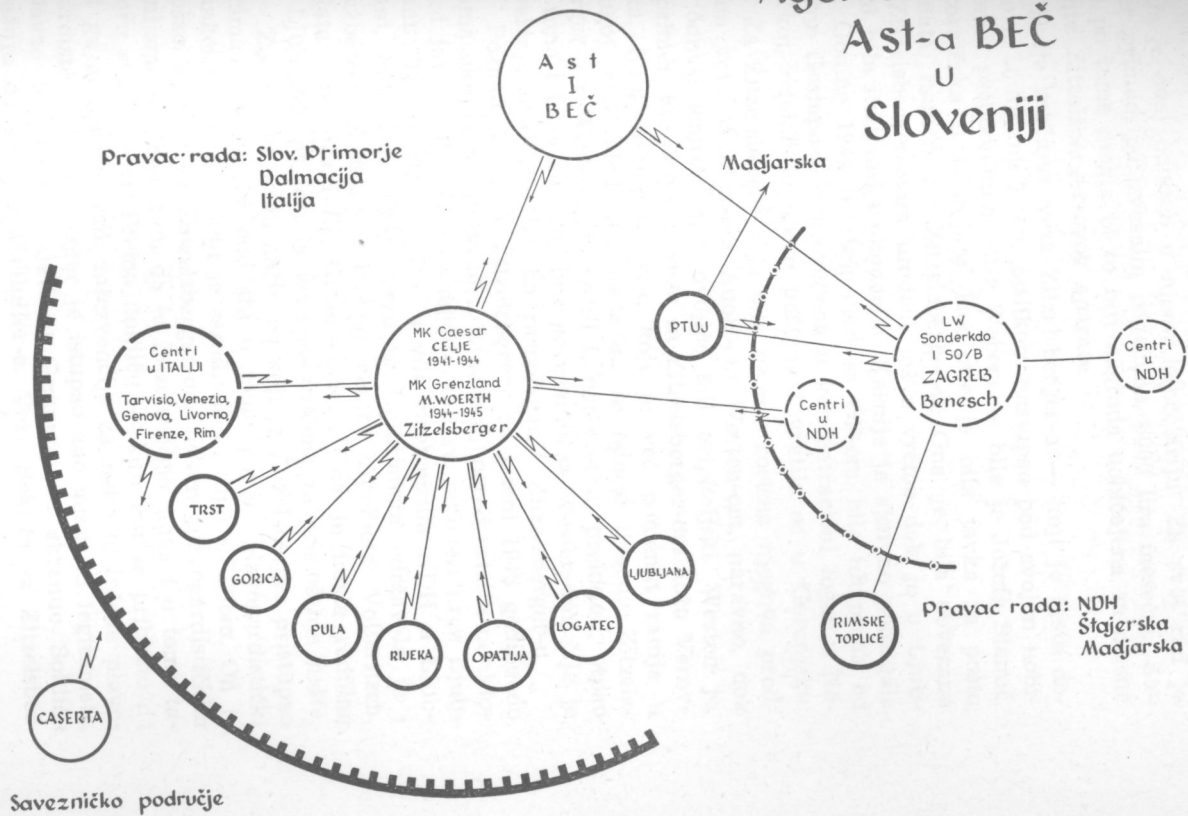 Ast-a BEČ
U
Sloveniji
Ast
I
BEČ
Pravac rada: Slov. Primorje
Dalmacija
Italija
Madjarska
PTUJ
LW
Sonderkdo
I SO/B
ZAGREB
Benesch
Centri
u
NDH
Centri
u
NDH
MK Caesar
CELJE
1941-1944
MK Grenzland
M.WOERTH
1944-1945
Zitzelsberger
Centri
u ITALIJI
Tarvisio, Venezia,
Genova, Livorno,
Firenze, Rim
TRST
GORICA
PULA
RIJEKA
OPATIJA
LOGATEC
LJUBLJANA
RIMSKE
TOPLICE
Pravac rada: NDH
Štajerska
Madjarska
CASERTA
Savezničko područje